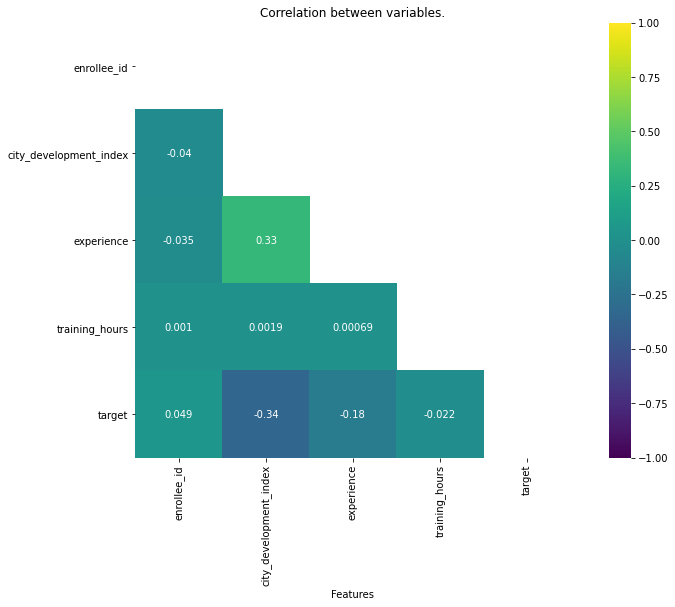 Correlation between variables.
enrollee_id
city_development_index
-0.04
experience
-0.035 0.33
training_hours
0.001 0.0019 0.00069
target
0.049 -0.34 -0.18 -0.022
enrollee_id
city_development_index
experience
training_hours
target
Features
1.00
0.75
0.50
0.25
0.00
−0.25
−0.50
−0.75
−1.00